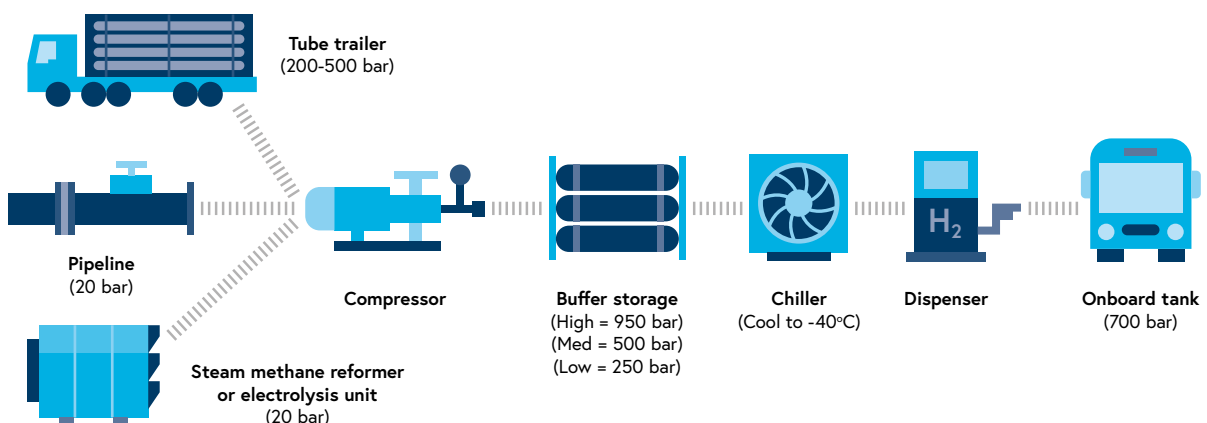 Tube trailer
(200-500 bar)
Pipeline
(20 bar)
Steam methane reformer
or electrolysis unit
(20 bar)
Compressor
Buffer storage
(High = 950 bar)
(Med = 500 bar)
(Low = 250 bar)
Chiller
(Cool to -40ºC)
H₂
Dispenser
Onboard tank
(700 bar)